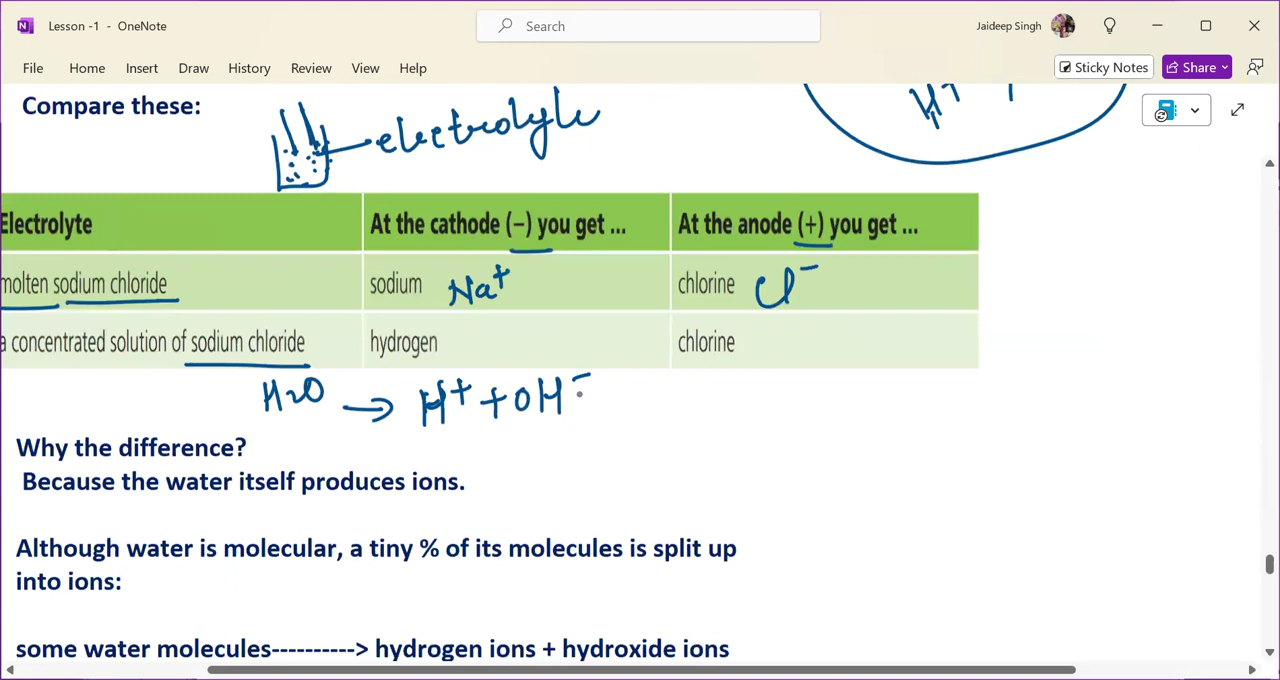 Lesson -1 - OneNote
Search
Jaideep Singh
File Home Insert Draw History Review View Help
Sticky Notes
Share
Compare these:
electrolyte
H+
Electrolyte At the cathode (−) you get ... At the anode (+) you get ...
molten sodium chloride sodium Na+ chlorine Cl-
a concentrated solution of sodium chloride hydrogen chlorine
H2O → H+ + OH-
Why the difference?
Because the water itself produces ions.
Although water is molecular, a tiny % of its molecules is split up
into ions:
some water molecules----------> hydrogen ions + hydroxide ions